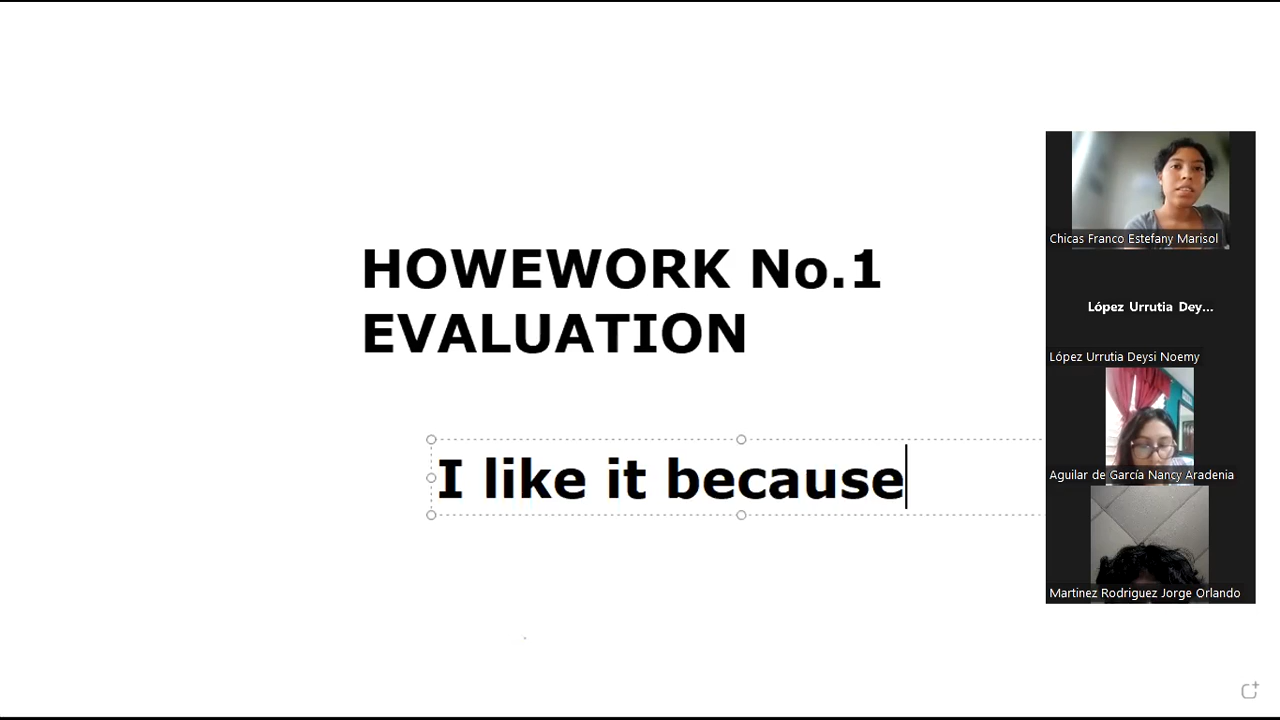 HOWEWORK No.1
EVALUATION
I like it because
Chicas Franco Estefany Marisol
López Urrutia Dey...
López Urrutia Deysi Noemy
Aguilar de García Nancy Aradenia
Martinez Rodriguez Jorge Orlando